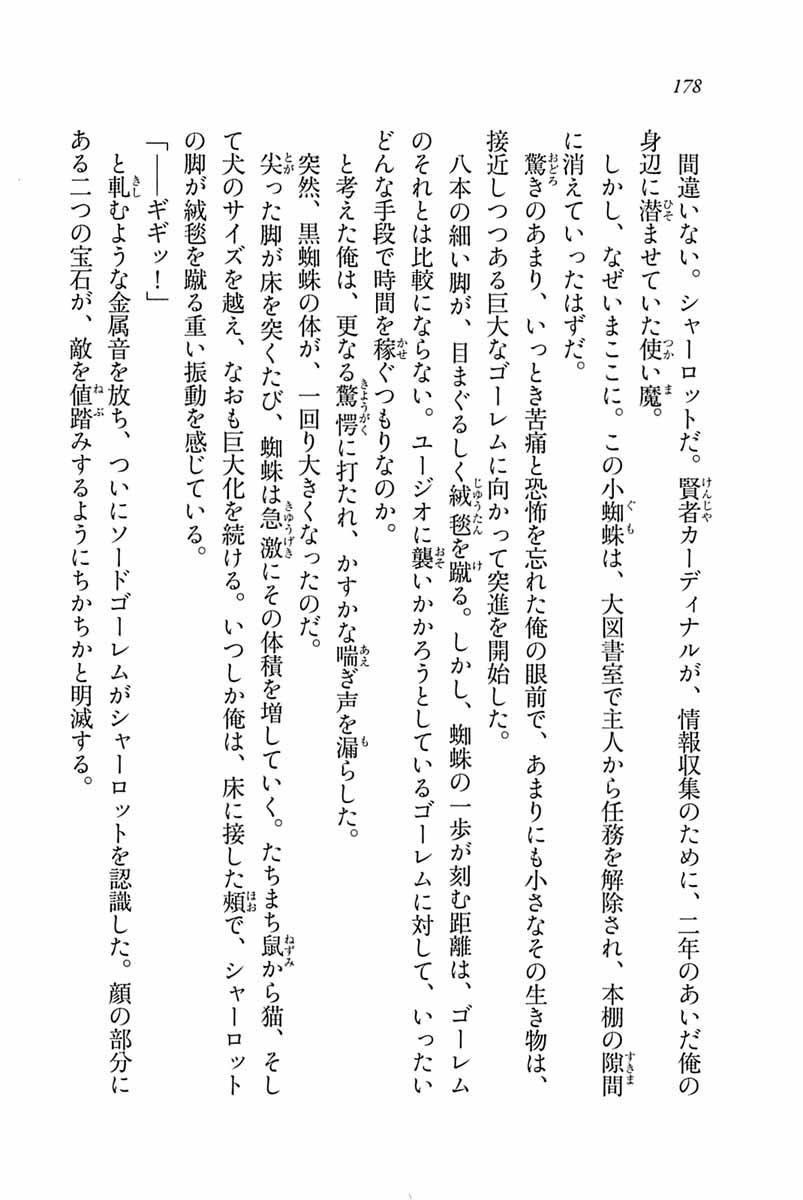 178
間違いない。シャーロットだ。賢者カーディナルが、情報収集のために、二年のあいだ俺の
身辺に潜ませていた使い魔。
しかし、なぜいまここに。この小蜘蛛は、大図書室で主人から任務を解除され、本棚の隙間
に消えていったはずだ。
驚きのあまり、いっとき苦痛と恐怖を忘れた俺の眼前で、あまりにも小さなその生き物は、
接近しつつある巨大なゴーレムに向かって突進を開始した。
八本の細い脚が、目まぐるしく絨毯を蹴る。しかし、蜘蛛の一歩が刻む距離は、ゴーレム
のそれとは比較にならない。ユージオに襲いかかろうとしているゴーレムに対して、いったい
どんな手段で時間を稼ぐつもりなのか。
と考えた俺は、更なる驚愕に打たれ、かすかな喘ぎ声を漏らした。
突然、黒蜘蛛の体が、一回り大きくなったのだ。
尖った脚が床を突くたび、蜘蛛は急激にその体積を増していく。たちまち鼠から猫、そし
て犬のサイズを越え、なおも巨大化を続ける。いつしか俺は、床に接した頰で、シャーロット
の脚が絨毯を蹴る重い振動を感じている。
「――ギギッ！」
と軋むような金属音を放ち、ついにソードゴーレムがシャーロットを認識した。顔の部分に
ある二つの宝石が、敵を値踏みするようにちかちかと明滅する。